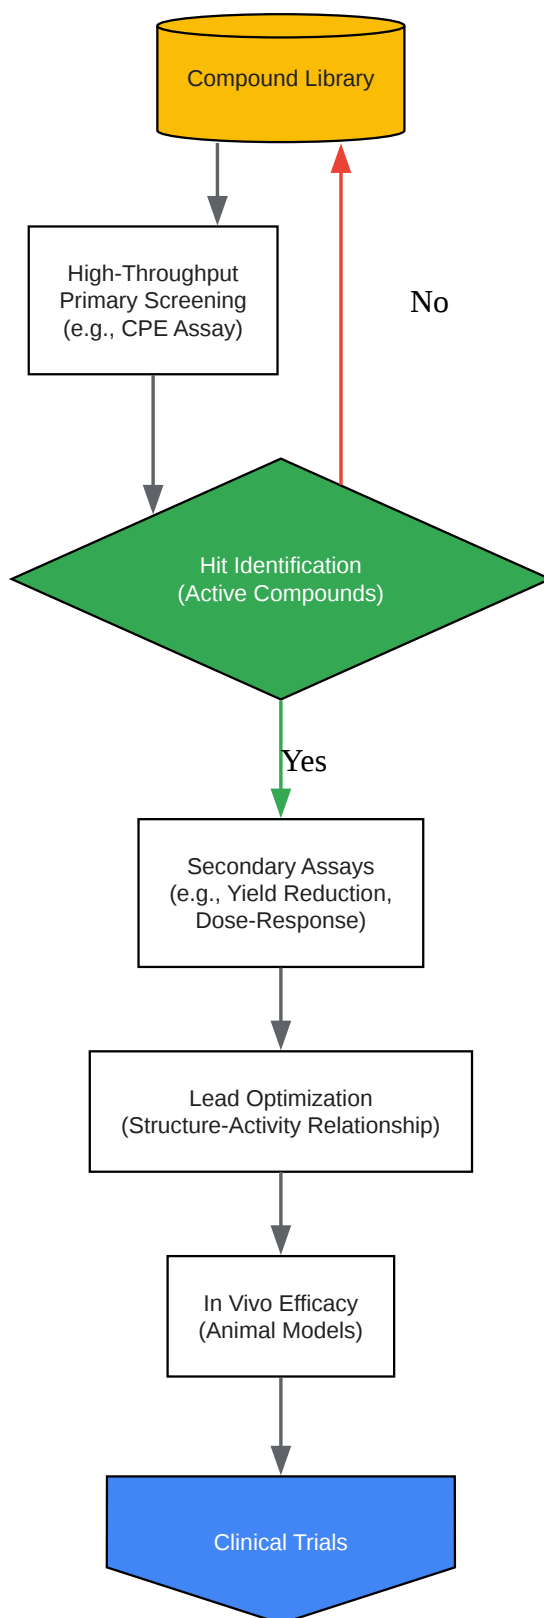 Compound Library
High-Throughput
Primary Screening
(e.g., CPE Assay)
No
Hit Identification
(Active Compounds)
Yes
Secondary Assays
(e.g., Yield Reduction,
Dose-Response)
Lead Optimization
(Structure-Activity Relationship)
In Vivo Efficacy
(Animal Models)
Clinical Trials